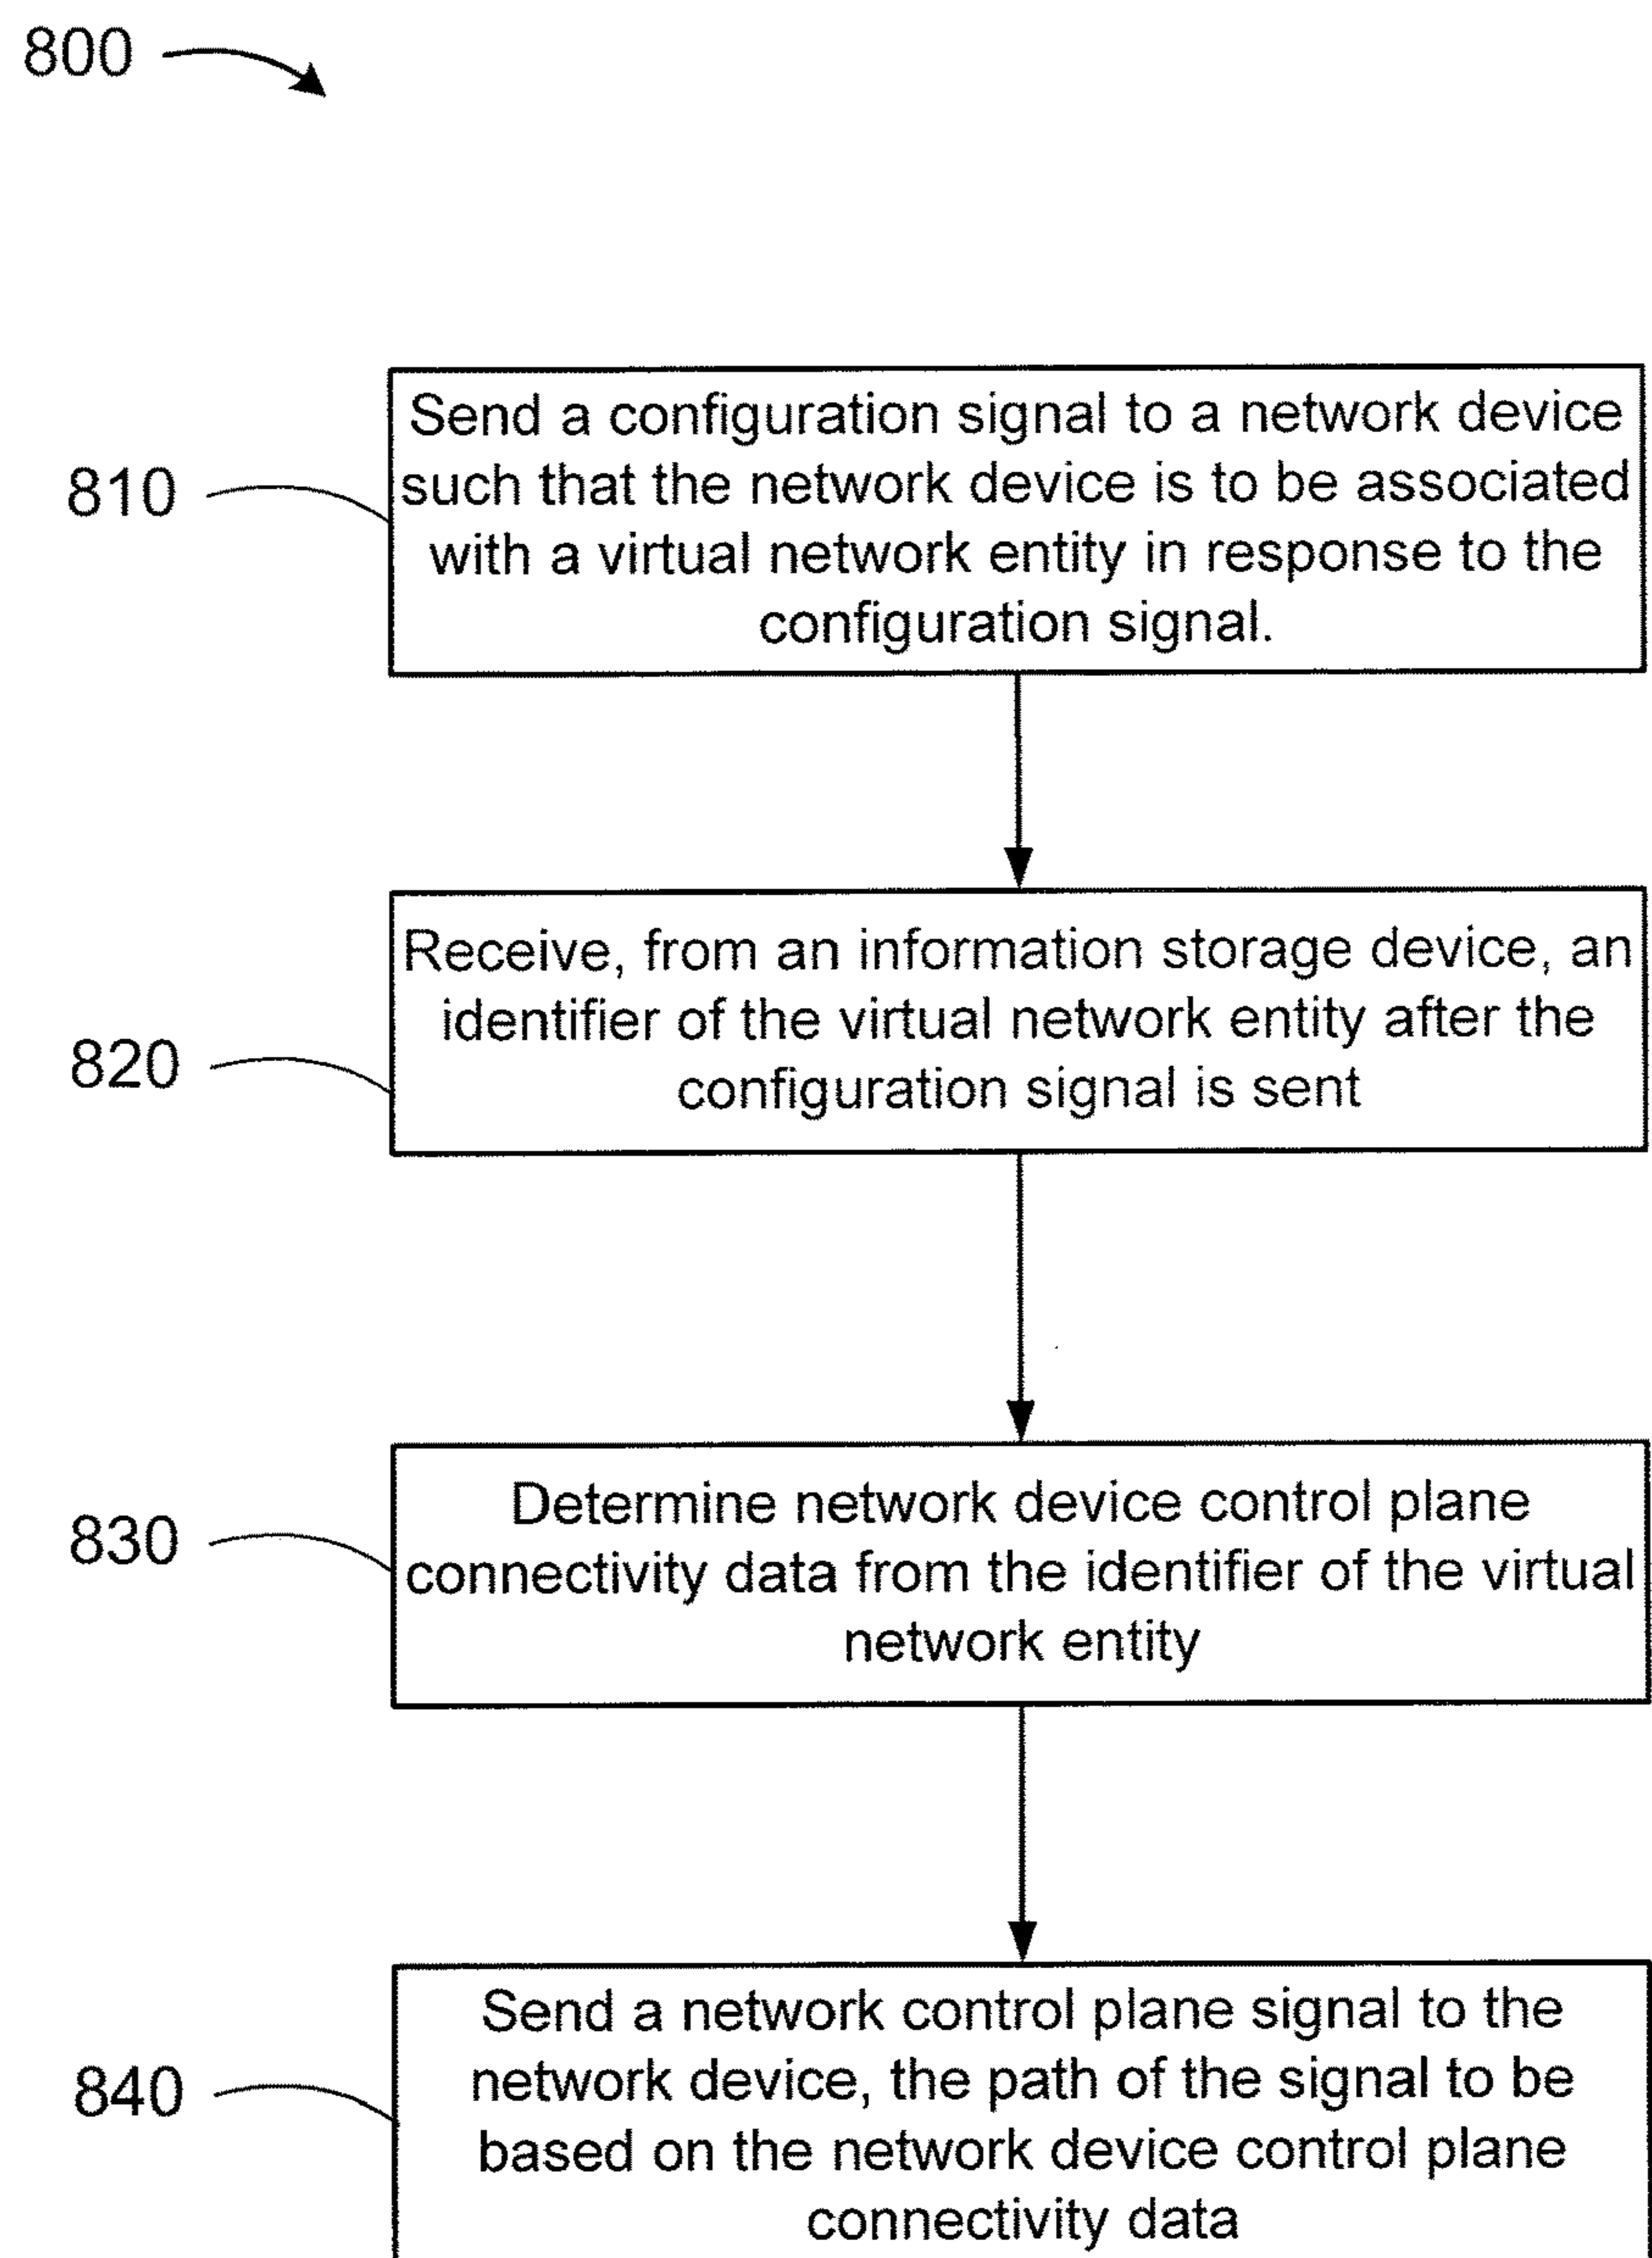 800
810
Send a configuration signal to a network device
such that the network device is to be associated
with a virtual network entity in response to the
configuration signal.
820
Receive, from an information storage device, an
identifier of the virtual network entity after the
configuration signal is sent
830
Determine network device control plane
connectivity data from the identifier of the virtual
network entity
840
Send a network control plane signal to the
network device, the path of the signal to be
based on the network device control plane
connectivity data